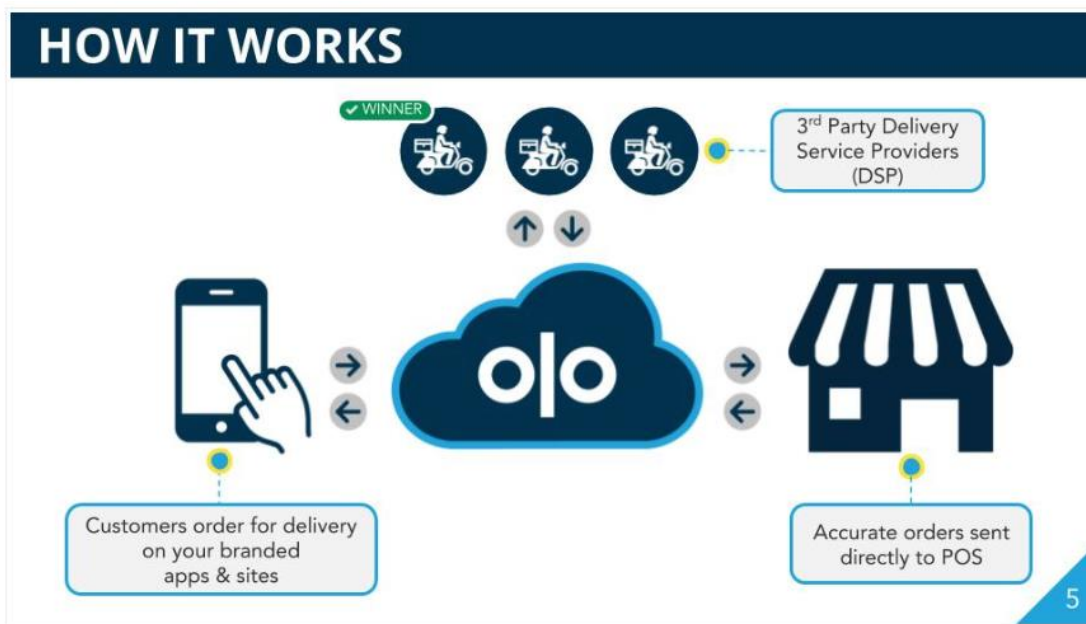 HOW IT WORKS
WINNER
3rd Party Delivery
Service Providers
(DSP)
olo
Customers order for delivery
on your branded
apps & sites
Accurate orders sent
directly to POS
5